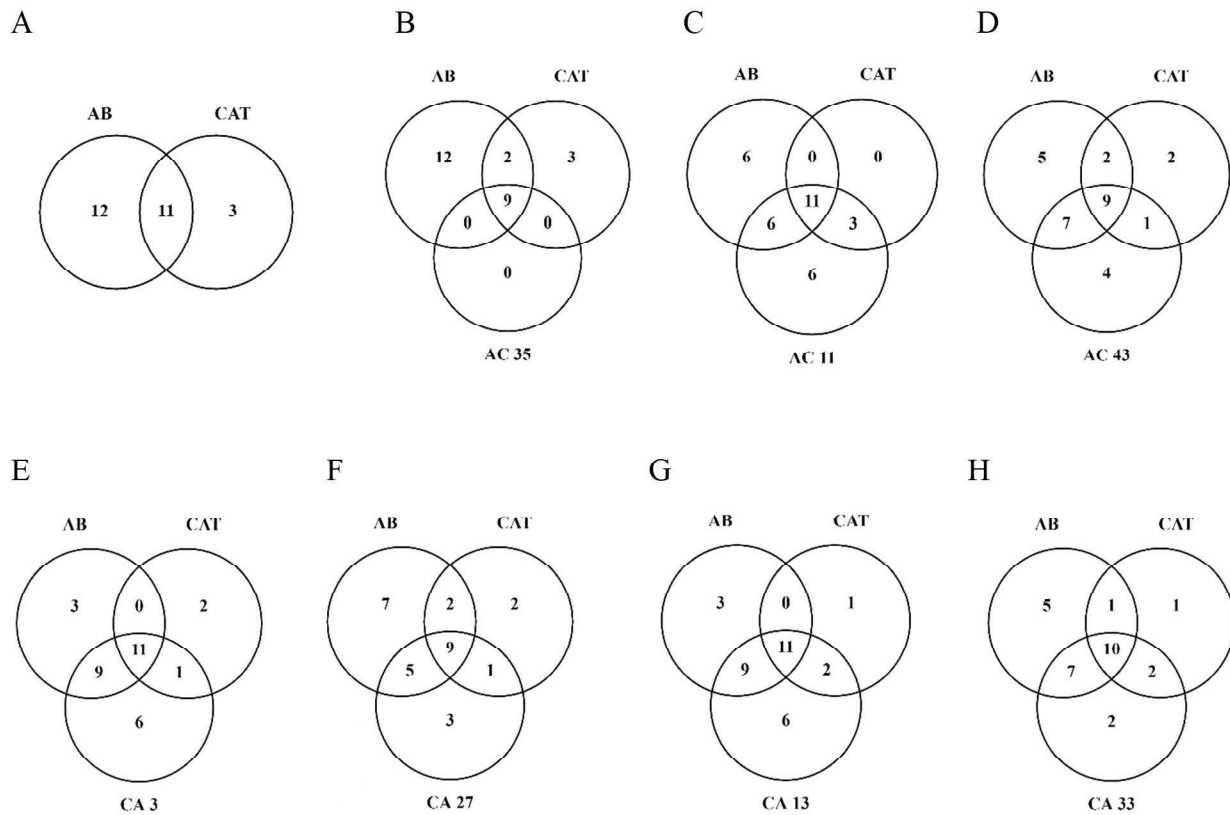 A
B
C
D
AB CAT
12 11 3
AB CAT
12 2 3
9
0 0
0
AC 35
AB CAT
6 0 0
11
6 3
6
AC 11
AB CAT
5 2 2
9
7 1
4
AC 43
E
F
G
H
AB CAT
3 0 2
11
9 1
6
CA 3
AB CAT
7 2 2
9
5 1
3
CA 27
AB CAT
3 0 1
11
9 2
6
CA 13
AB CAT
5 1 1
10
7 2
2
CA 33